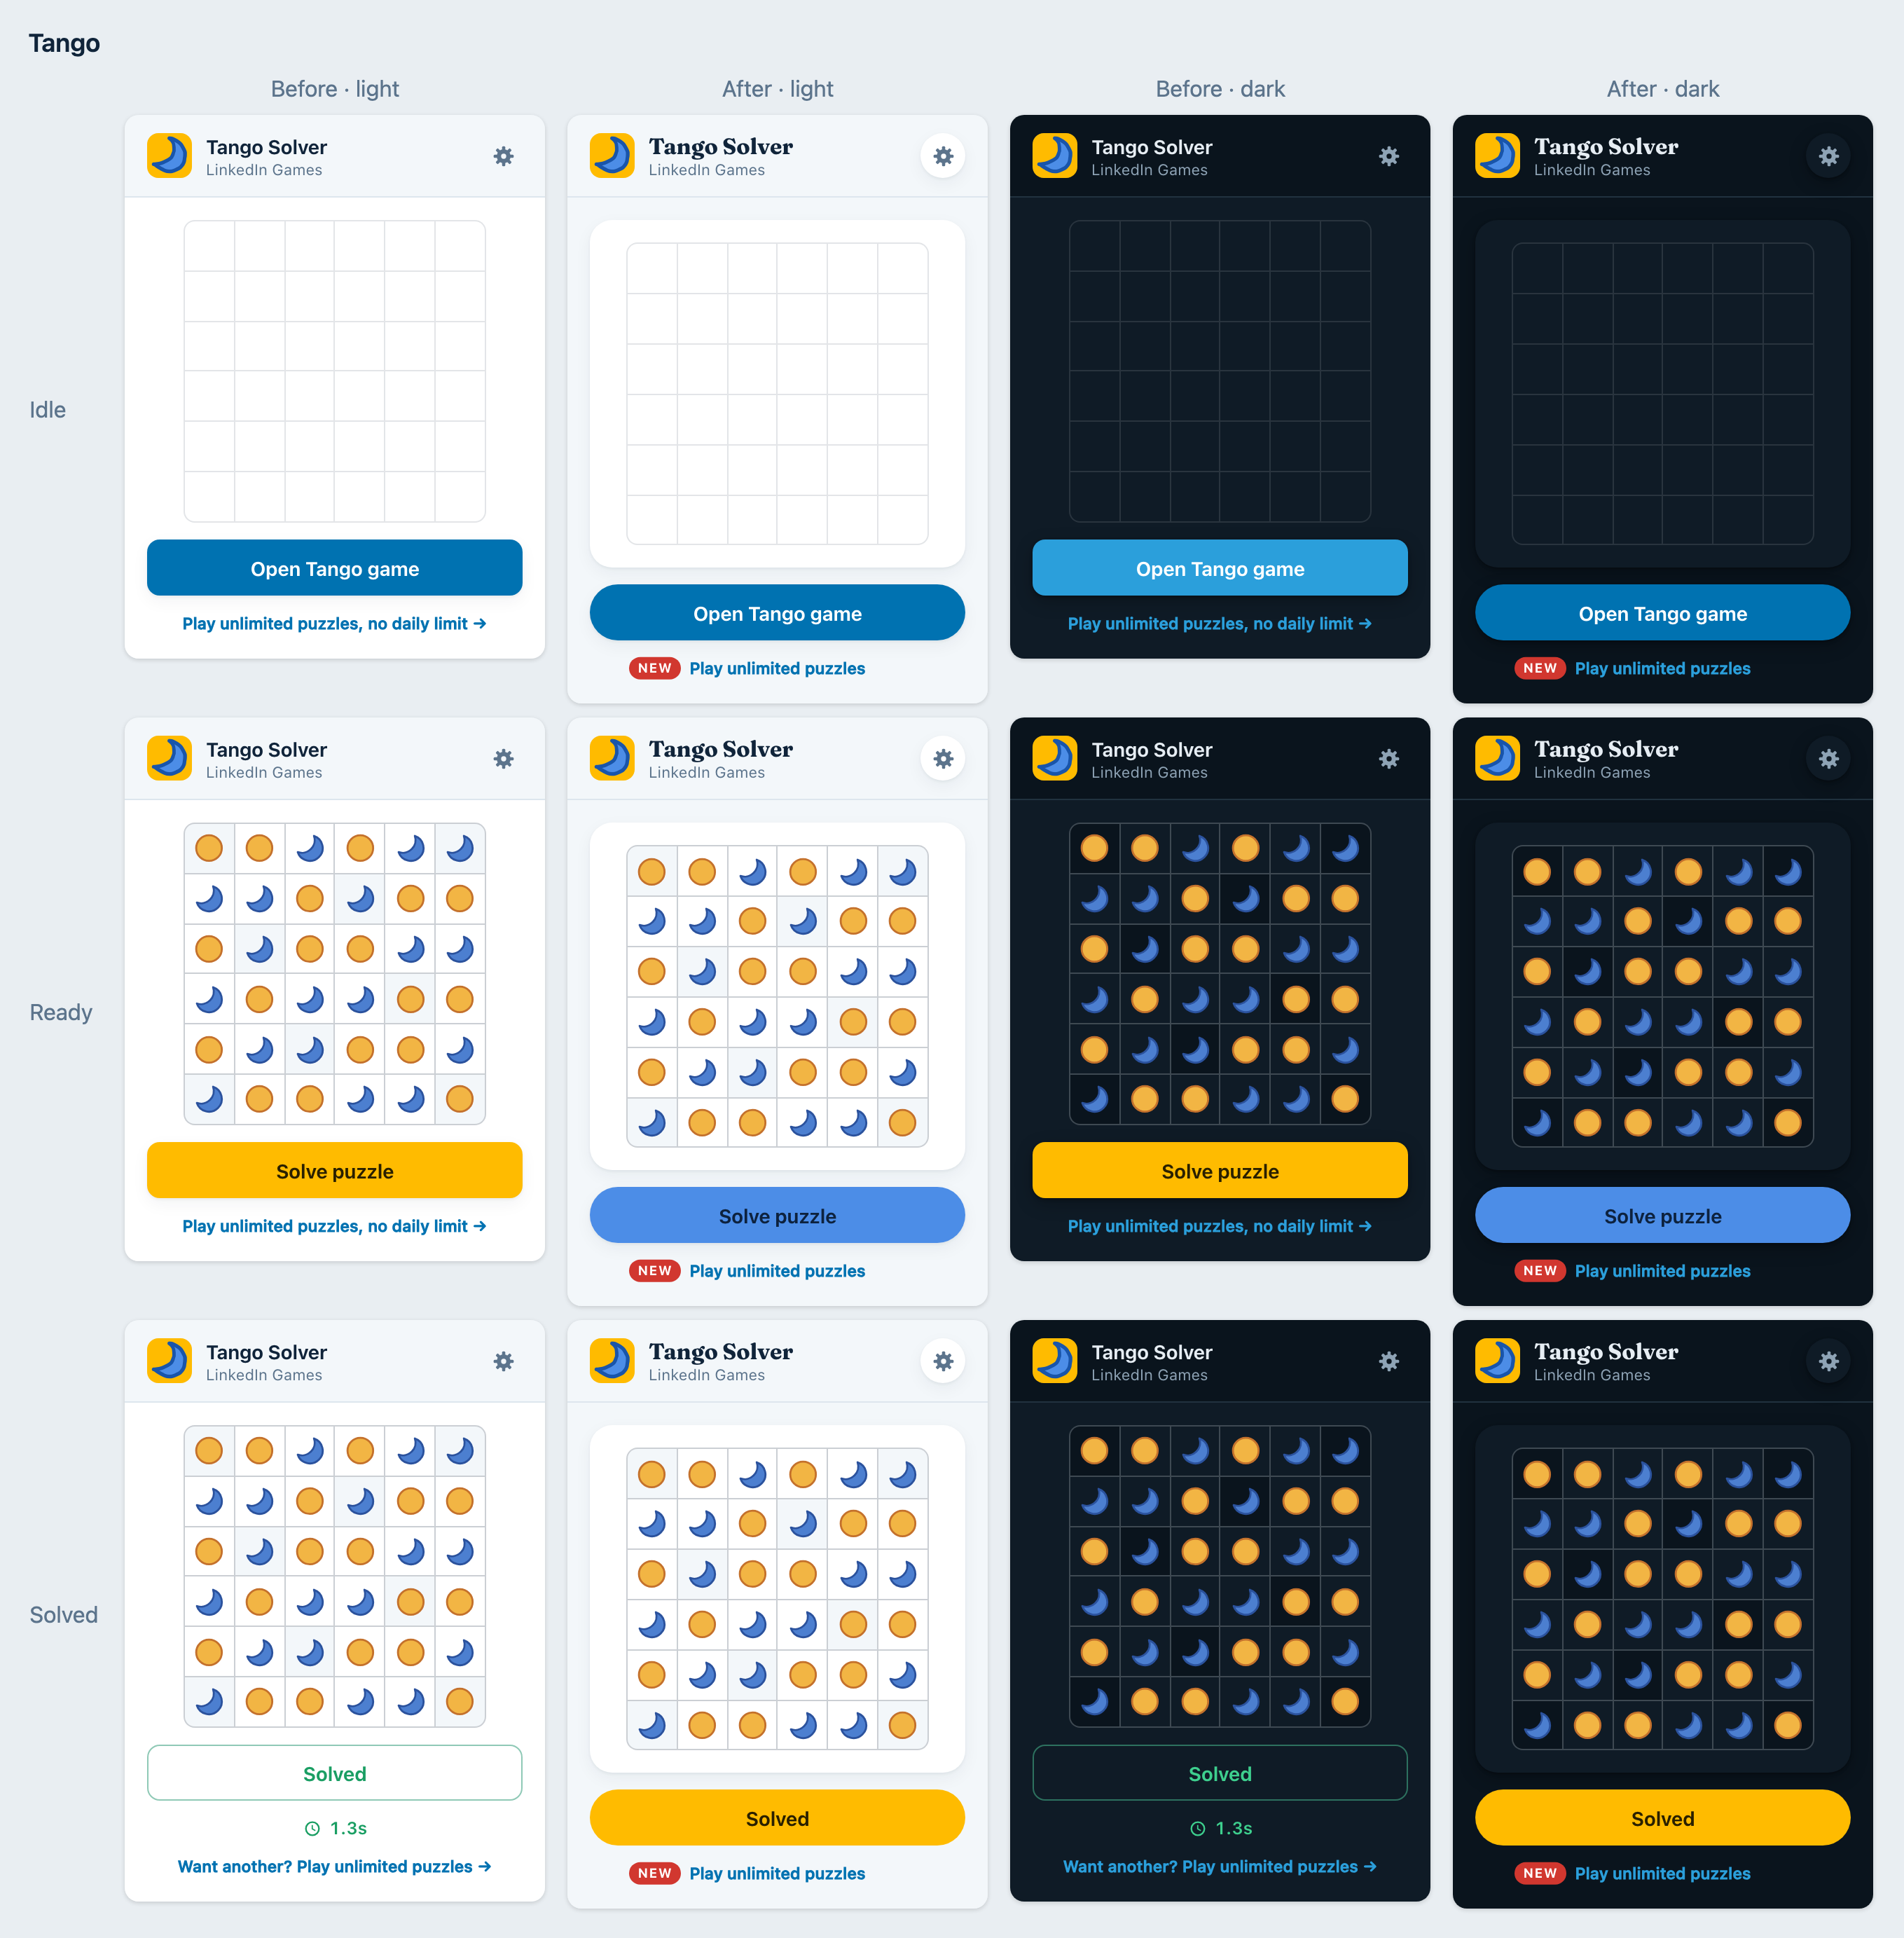 Tango
Before · light
After · light
Before · dark
After · dark
Idle
Tango Solver
LinkedIn Games
Open Tango game
Play unlimited puzzles, no daily limit →
Tango Solver
LinkedIn Games
Open Tango game
NEW Play unlimited puzzles
Tango Solver
LinkedIn Games
Open Tango game
Play unlimited puzzles, no daily limit →
Tango Solver
LinkedIn Games
Open Tango game
NEW Play unlimited puzzles
Ready
Tango Solver
LinkedIn Games
Solve puzzle
Play unlimited puzzles, no daily limit →
Tango Solver
LinkedIn Games
Solve puzzle
NEW Play unlimited puzzles
Tango Solver
LinkedIn Games
Solve puzzle
Play unlimited puzzles, no daily limit →
Tango Solver
LinkedIn Games
Solve puzzle
NEW Play unlimited puzzles
Solved
Tango Solver
LinkedIn Games
Solved
1.3s
Want another? Play unlimited puzzles →
Tango Solver
LinkedIn Games
Solved
NEW Play unlimited puzzles
Tango Solver
LinkedIn Games
Solved
1.3s
Want another? Play unlimited puzzles →
Tango Solver
LinkedIn Games
Solved
NEW Play unlimited puzzles